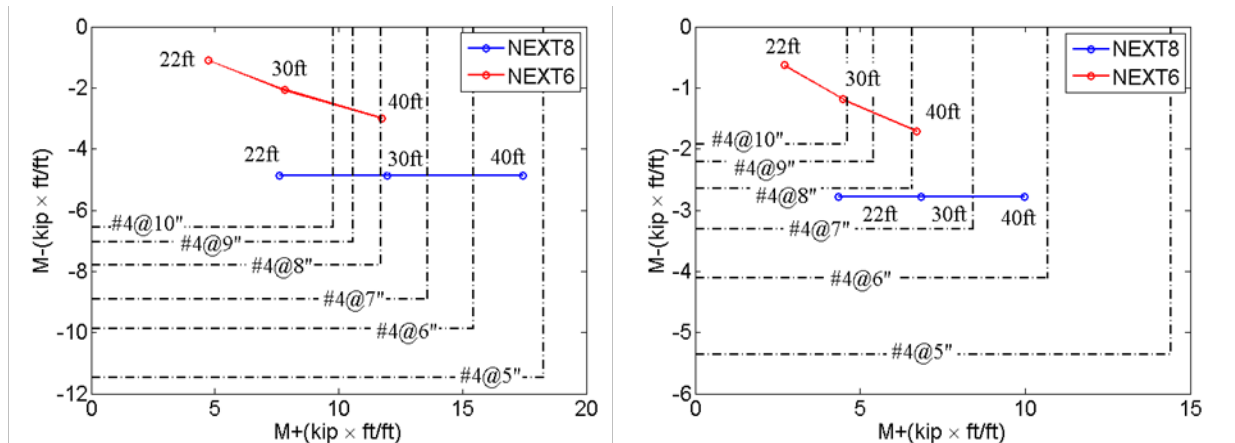 0
-2
-4
-6
-8
-10
-12
M-(kip × ft/ft)
NEXT8
NEXT6
22ft
30ft
40ft
22ft
30ft
40ft
#4@10"
#4@9"
#4@8"
#4@7"
#4@6"
#4@5"
0
5
10
15
20
M+(kip × ft/ft)
0
-1
-2
-3
-4
-5
-6
M-(kip × ft/ft)
NEXT8
NEXT6
22ft
30ft
40ft
#4@10"
#4@9"
#4@8"
22ft
30ft
40ft
#4@7"
#4@6"
#4@5"
0
5
10
15
M+(kip × ft/ft)